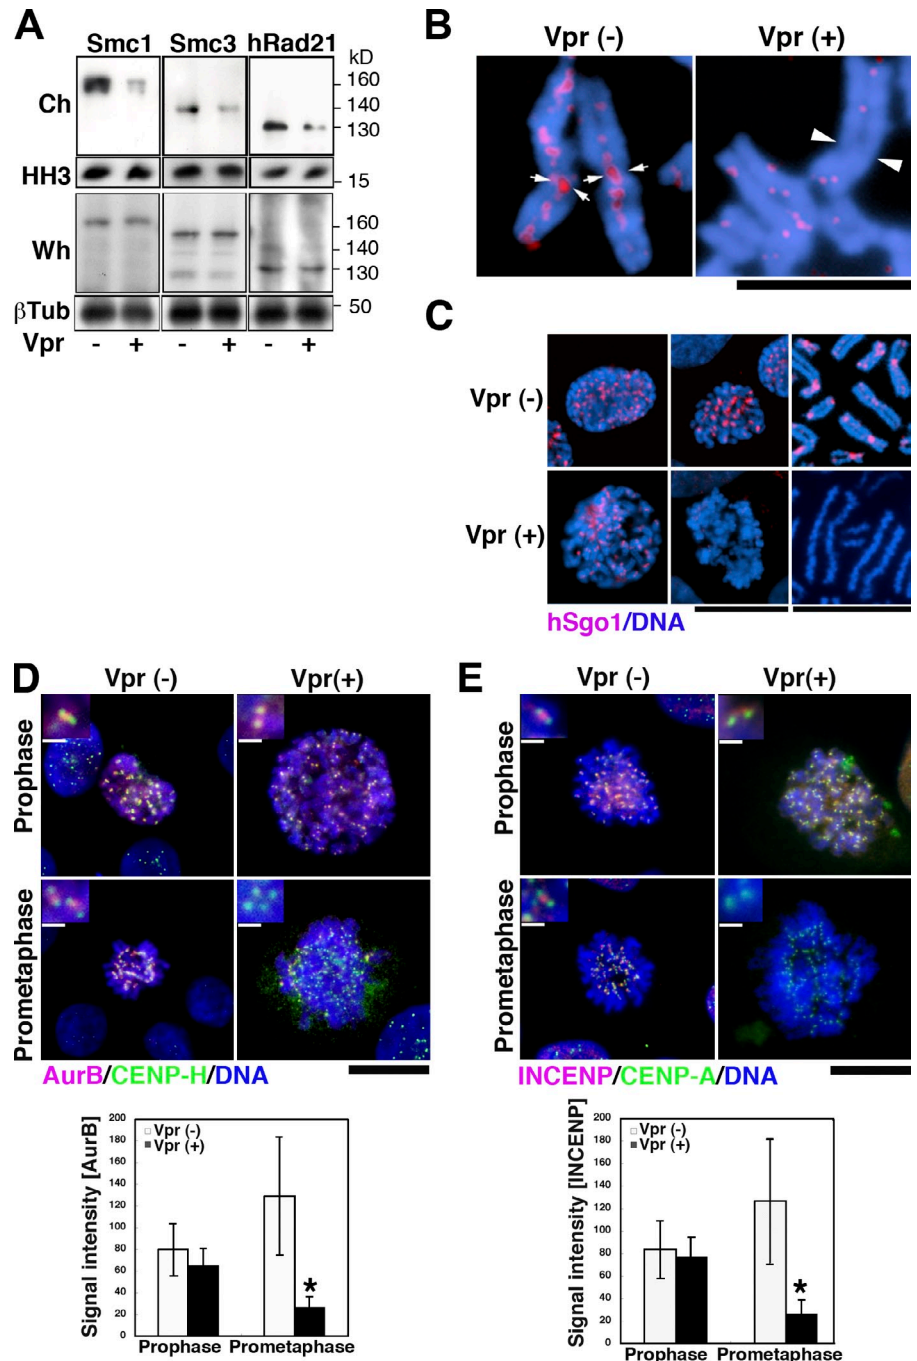 A
Smc1 Smc3 hRad21
kD
Ch
160
140
130
HH3
15
Wh
160
140
130
βTub
50
Vpr - + - + - +
B
Vpr (-) Vpr (+)
C
Vpr (-)
Vpr (+)
hSgo1/DNA
D
Vpr (-) Vpr(+)
Prophase
Prometaphase
AurB/CENP-H/DNA
Signal intensity [AurB]
200
180
160
140
120
100
80
60
40
20
0
Vpr (-)
Vpr (+)
*
Prophase Prometaphase
E
Vpr (-) Vpr(+)
Prophase
Prometaphase
INCENP/CENP-A/DNA
Signal intensity [INCENP]
200
180
160
140
120
100
80
60
40
20
0
Vpr (-)
Vpr (+)
*
Prophase Prometaphase